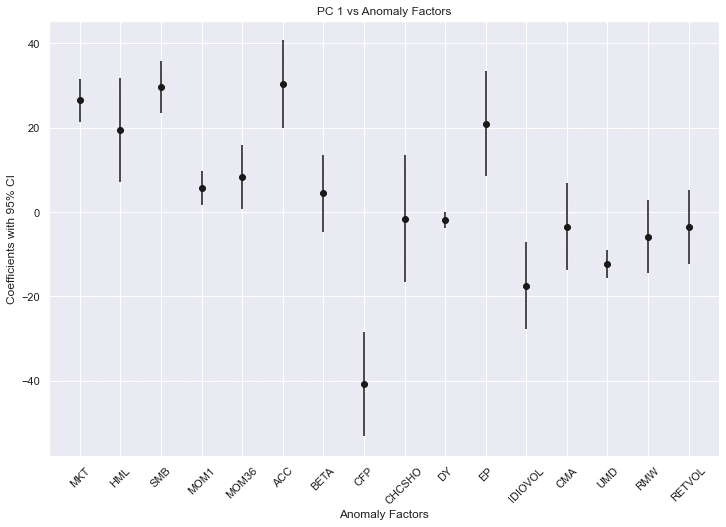 PC 1 vs Anomaly Factors
Coefficients with 95% CI
40
20
0
−20
−40
MKT
HML
SMB
MOM1
MOM36
ACC
BETA
CFP
CHCSHO
DY
EP
IDIOVOL
CMA
UMD
RMW
RETVOL
Anomaly Factors